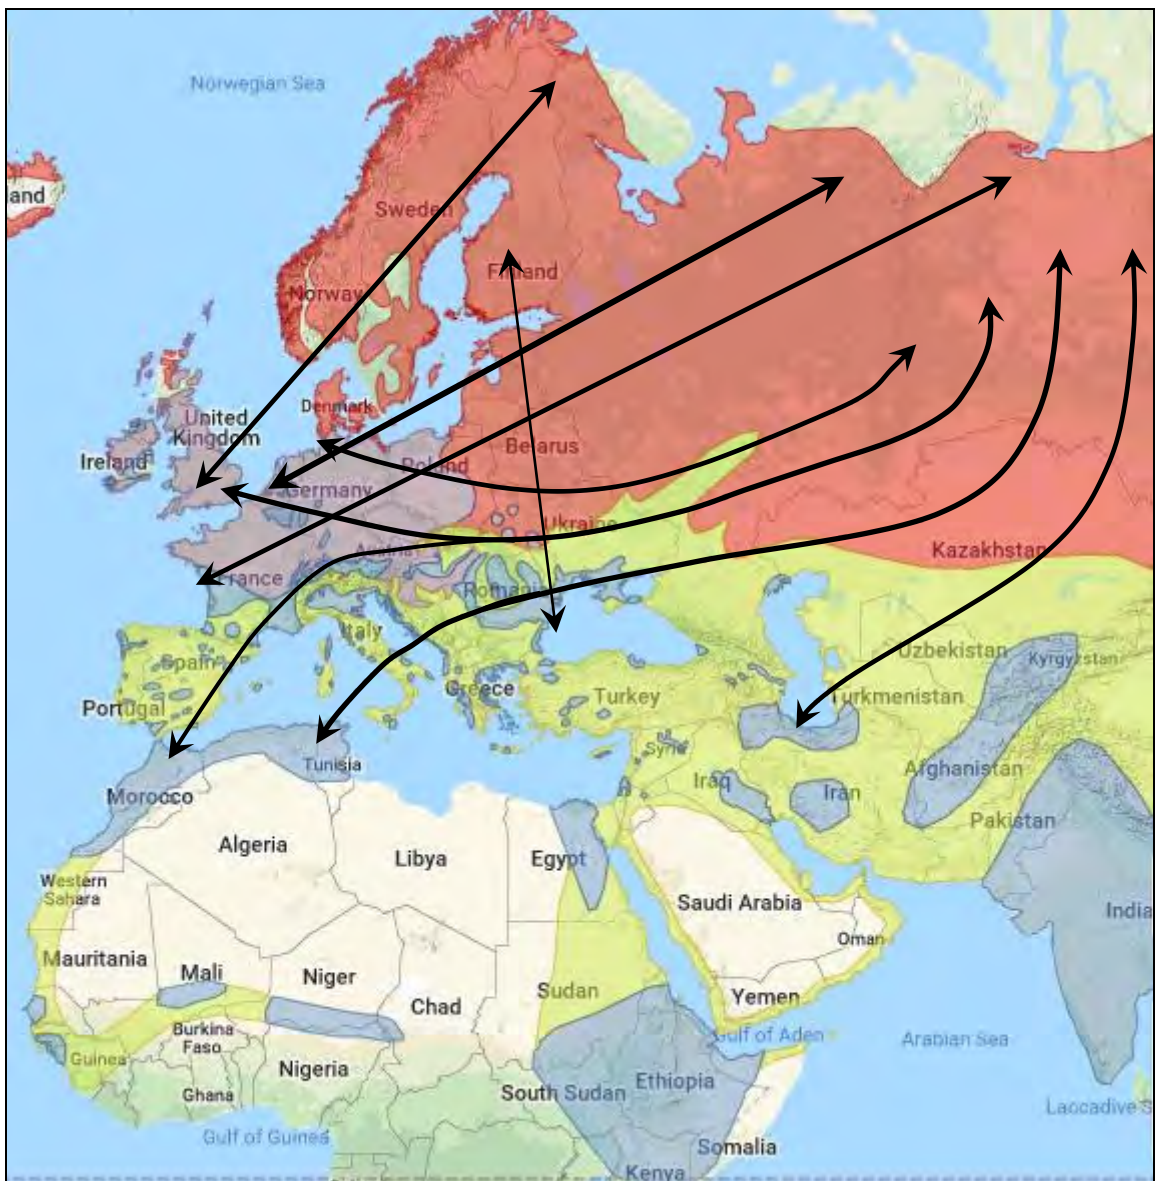 Norwegian Sea
and
Sweden
Finland
Norway
Denmark
United
Kingdom
Ireland
Belarus
Poland
Germany
Ukraine
Austria
Kazakhstan
France
Romania
Italy
Uzbekistan
Kyrgyzstan
Spain
Greece
Turkey
Turkmenistan
Portugal
Syria
Tunisia
Iraq
Afghanistan
Iran
Morocco
Pakistan
Algeria
Libya
Egypt
Western
Sahara
Saudi Arabia
India
Oman
Mauritania
Mali
Niger
Chad
Sudan
Yemen
Burkina
Faso
Gulf of Aden
Arabian Sea
Guinea
Nigeria
Ghana
South Sudan
Ethiopia
Laccadive S
Gulf of Guinea
Somalia
Kenya